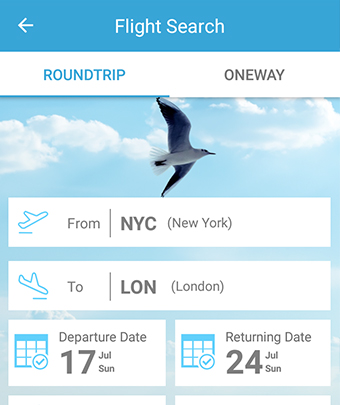 Flight Search
ROUNDTRIP ONEWAY
From NYC (New York)
To LON (London)
Departure Date Returning Date
17 Jul Sun 24 Jul Sun